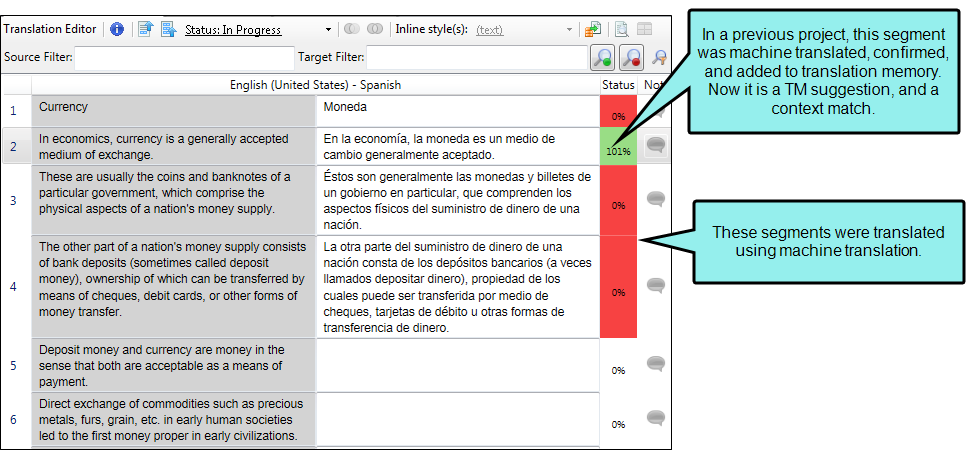 Translation Editor Status: In Progress Inline style(s): (text)
Source Filter: Target Filter:
English (United States) - Spanish Status Not
1 Currency Moneda 0%
2 In economics, currency is a generally accepted
medium of exchange.
En la economía, la moneda es un medio de
cambio generalmente aceptado.
101%
3 These are usually the coins and banknotes of a
particular government, which comprise the
physical aspects of a nation's money supply.
Éstos son generalmente las monedas y billetes de
un gobierno en particular, que comprenden los
aspectos físicos del suministro de dinero de una
nación.
0%
4 The other part of a nation's money supply consists
of bank deposits (sometimes called deposit
money), ownership of which can be transferred by
means of cheques, debit cards, or other forms of
money transfer.
La otra parte del suministro de dinero de una
nación consta de los depósitos bancarios (a veces
llamados depositar dinero), propiedad de los
cuales puede ser transferida por medio de
cheques, tarjetas de débito u otras formas de
transferencia de dinero.
0%
5 Deposit money and currency are money in the
sense that both are acceptable as a means of
payment.
0%
6 Direct exchange of commodities such as precious
metals, furs, grain, etc. in early human societies
led to the first money proper in early civilizations.
0%
In a previous project, this segment
was machine translated, confirmed,
and added to translation memory.
Now it is a TM suggestion, and a
context match.
These segments were translated
using machine translation.